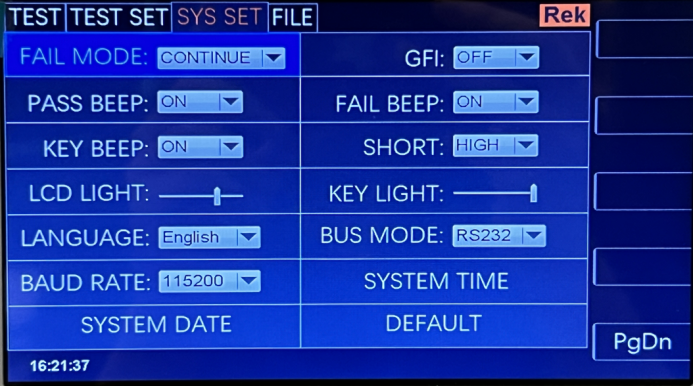 TEST TEST SET SYS SET FILE Rek
FAIL MODE: CONTINUE GFI: OFF
PASS BEEP: ON FAIL BEEP: ON
KEY BEEP: ON SHORT: HIGH
LCD LIGHT: KEY LIGHT:
LANGUAGE: English BUS MODE: RS232
BAUD RATE: 115200 SYSTEM TIME
SYSTEM DATE DEFAULT
PgDn
16:21:37